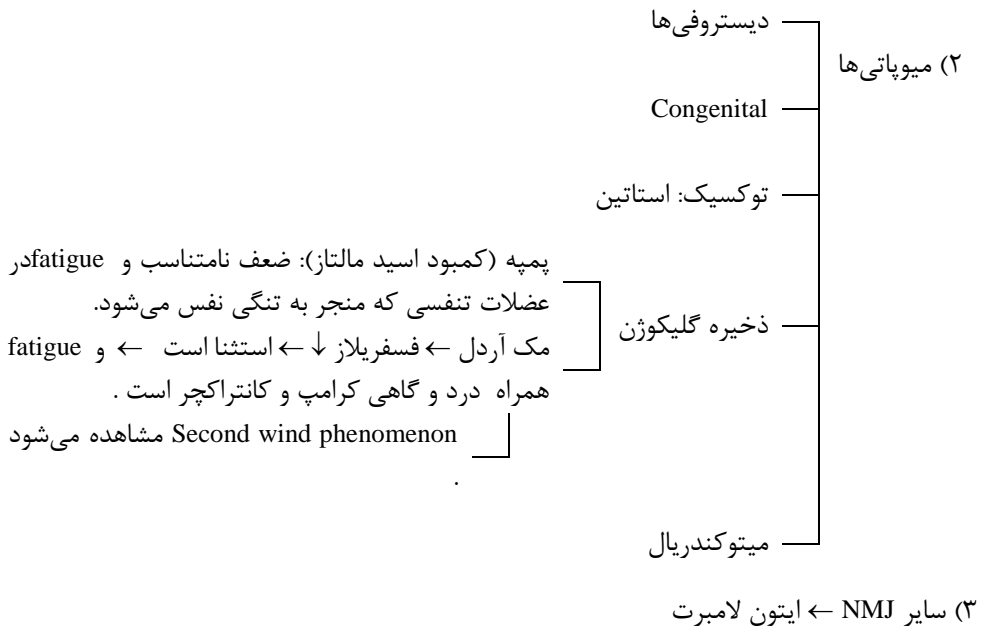 دیستروفی‌ها
۲) میوپاتی‌ها
Congenital
توکسیک: استاتین
ذخیره گلیکوژن
پمپه (کمبود اسید مالتاز): ضعف نامتناسب و fatigueدر
عضلات تنفسی که منجر به تنگی نفس می‌شود.
مک آردل ← فسفریلاز ↓ ← استثنا است ← و fatigue
همراه درد و گاهی کرامپ و کانتراکچر است .
Second wind phenomenon مشاهده می‌شود
.
میتوکندریال
۳) سایر NMJ ← ایتون لامبرت